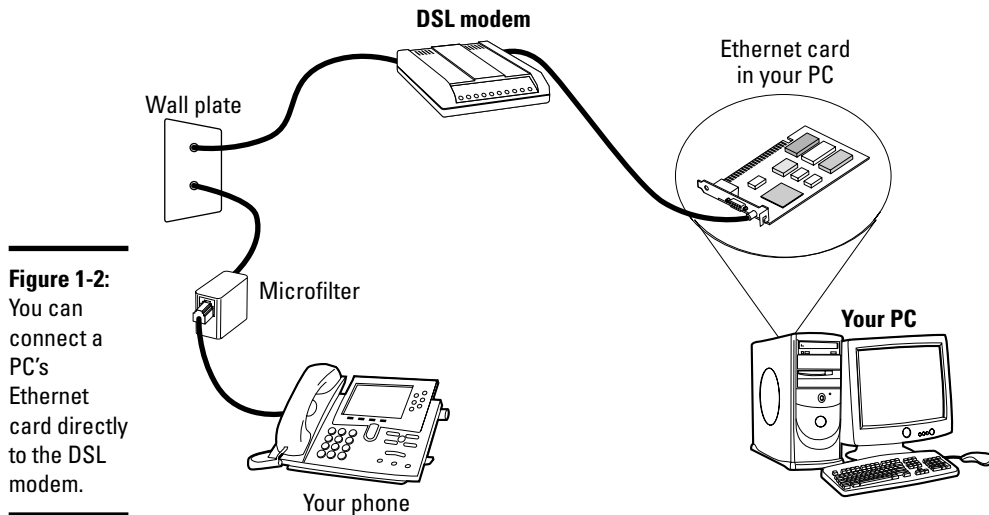 DSL modem
Ethernet card
in your PC
Wall plate
Microfilter
Figure 1-2:
You can
connect a
PC's
Ethernet
card directly
to the DSL
modem.
Your PC
Your phone